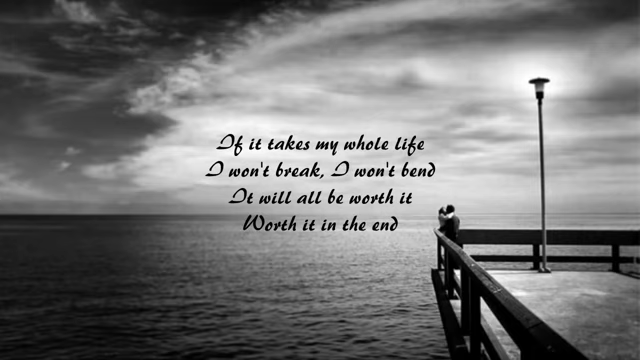 If it takes my whole life
I won't break, I won't bend
It will all be worth it
Worth it in the end